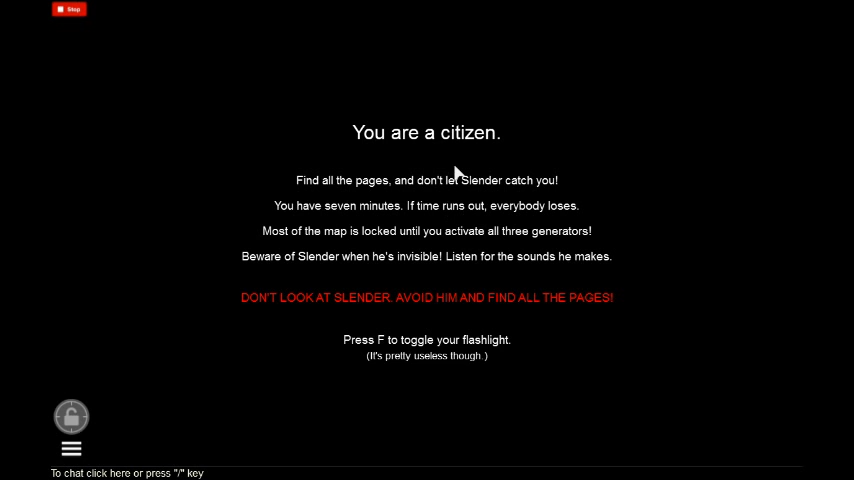 Stop
You are a citizen.
Find all the pages, and don't let Slender catch you!
You have seven minutes. If time runs out, everybody loses.
Most of the map is locked until you activate all three generators!
Beware of Slender when he's invisible! Listen for the sounds he makes.
DON'T LOOK AT SLENDER. AVOID HIM AND FIND ALL THE PAGES!
Press F to toggle your flashlight.
(It's pretty useless though.)
To chat click here or press "/" key